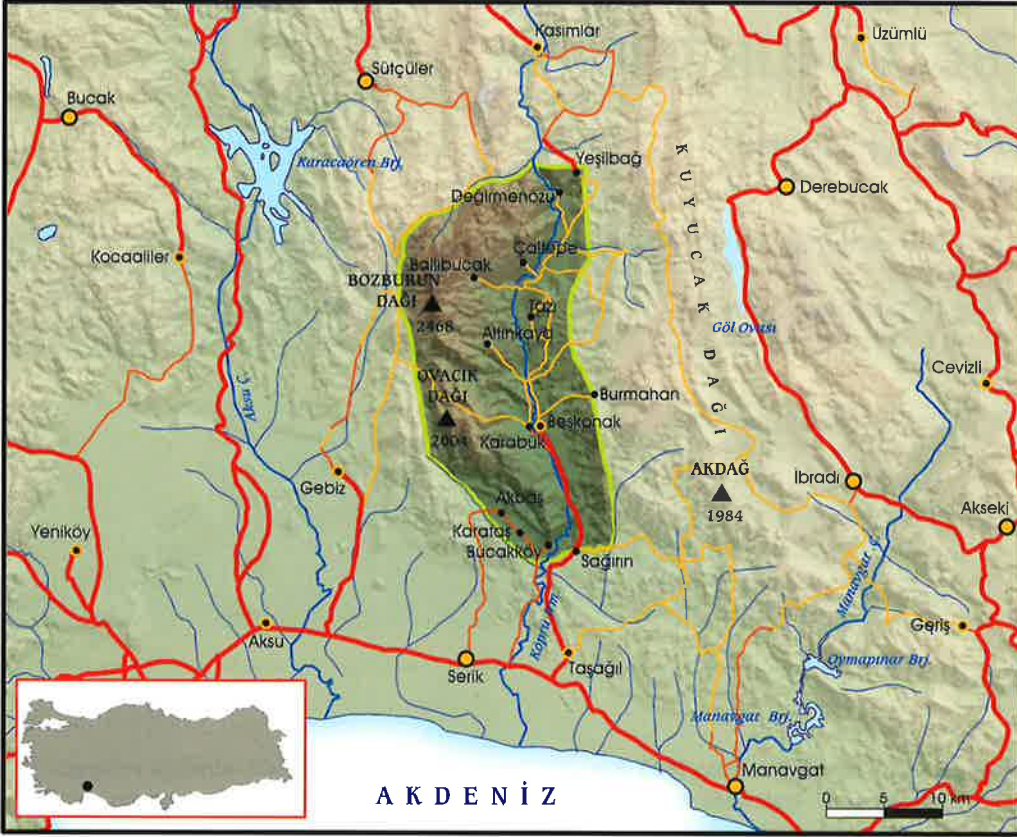 Kasımlar
Üzümlü
Sütçüler
Bucak
Karacaören Brj.
Yeşilbağ
Değirmenözü
Derebucak
KUYUCAK DAĞI
Kocaaliler
Çaltepe
Ballıbucak
BOZBURUN
DAĞI
2468
Tazı
Altınkaya
Göl Ovası
Cevizli
OVACIK
DAĞI
2004
Burmahan
Aksu Ç.
Beşkonak
Karabük
AKDAĞ
1984
İbradı
Gebiz
Akseki
Akbaş
Karataş
Bucakköy
Sağırın
Yeniköy
Manavgat Ç.
Köprü Irm.
Geriş
Aksu
Serik
Taşağıl
Oymapınar Brj.
Manavgat Brj.
Manavgat
AKDENİZ
0 5 10 km